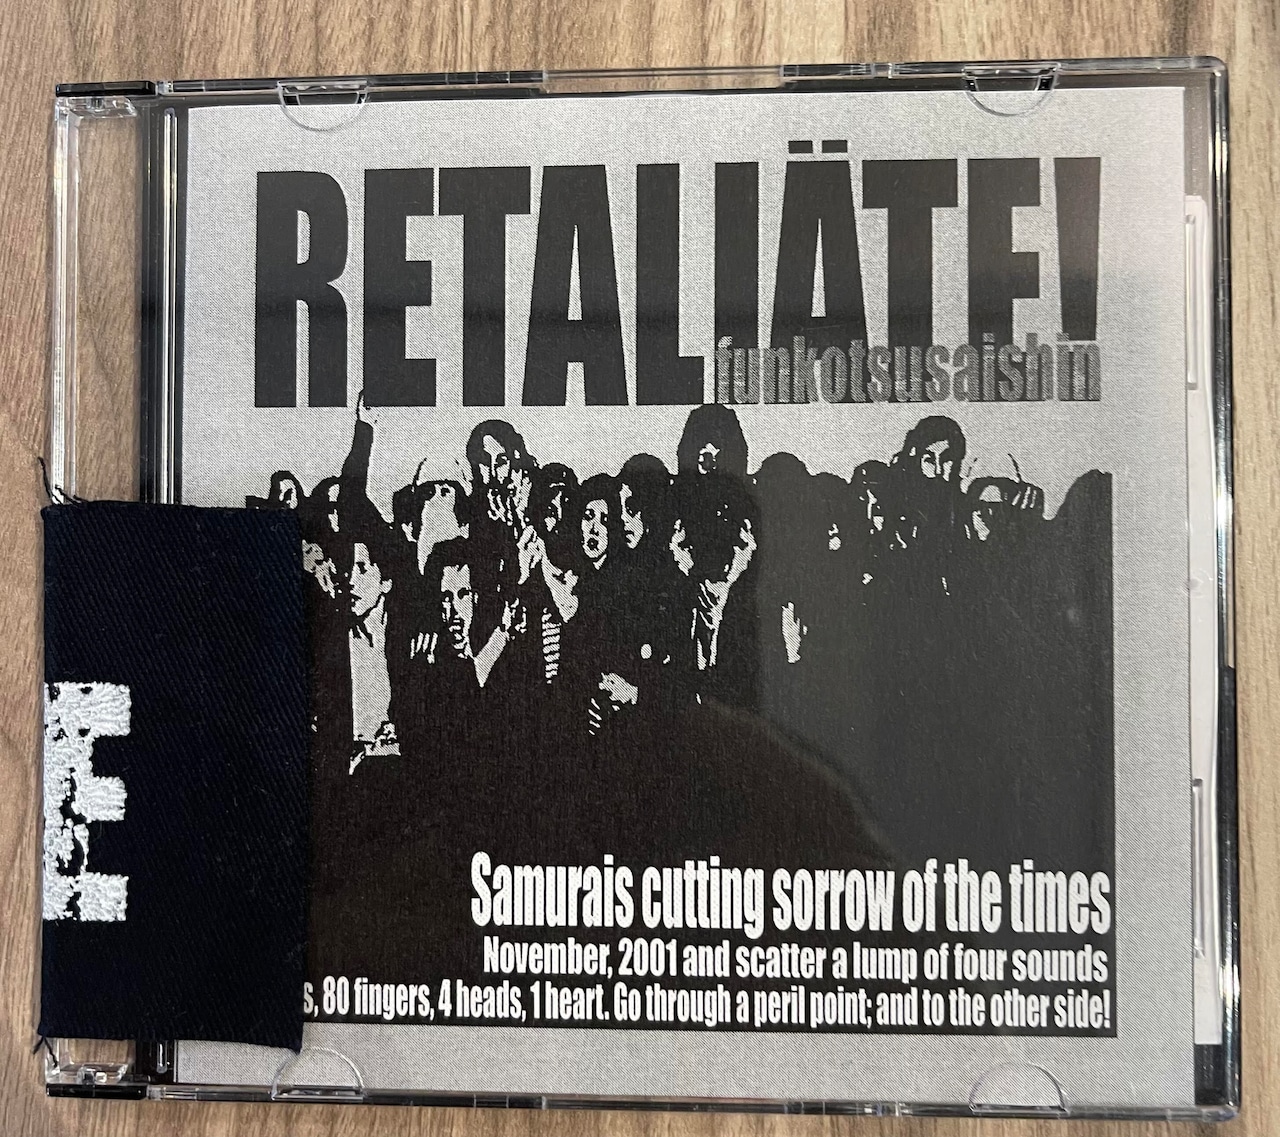 RETALIÄTE!
funkotsusaishin
Samurais cutting sorrow of the times
November, 2001 and scatter a lump of four sounds
s, 80 fingers, 4 heads, 1 heart. Go through a peril point; and to the other side!